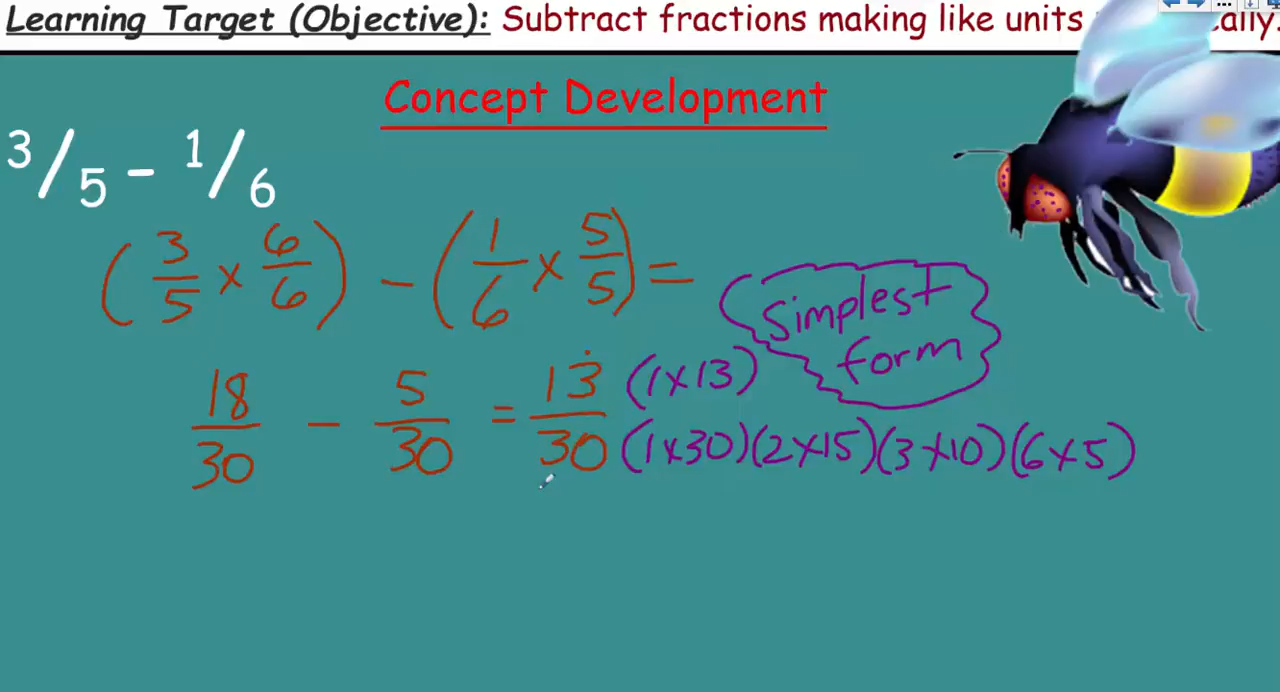 Learning Target (Objective): Subtract fractions making like units
Concept Development
3/5 - 1/6
(3/5 x 6/6) - (1/6 x 5/5) =
simplest
form
18/30 - 5/30 = 13/30 (1x13)
(1x30)(2x15)(3x10)(6x5)